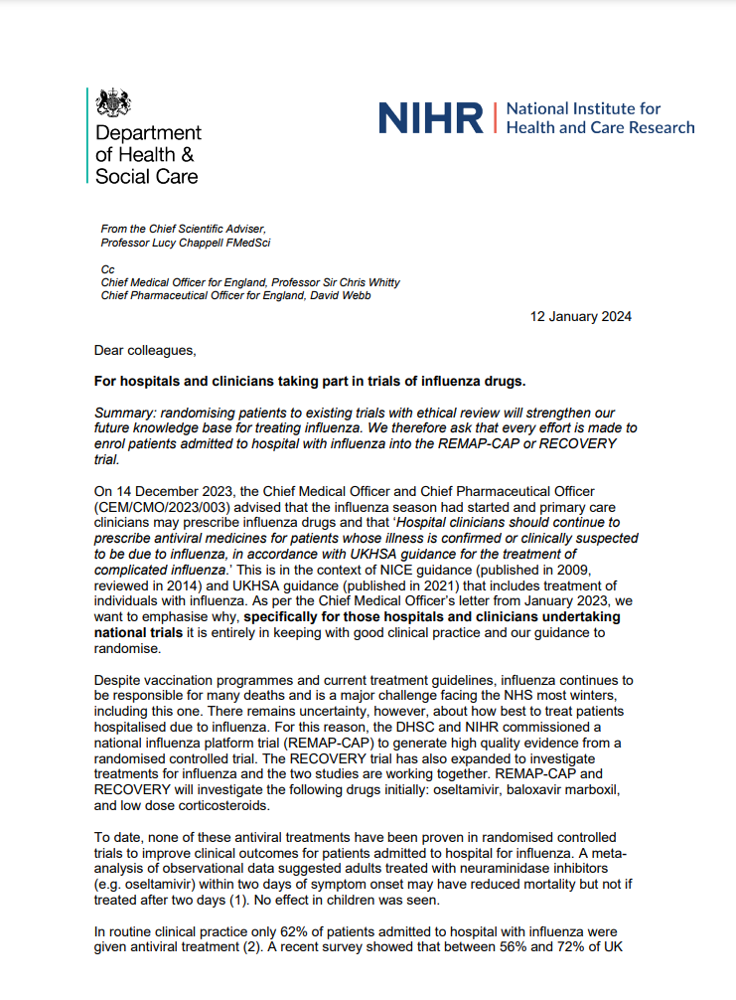 Department
of Health &
Social Care
NIHR | National Institute for
Health and Care Research
From the Chief Scientific Adviser,
Professor Lucy Chappell FMedSci
Cc
Chief Medical Officer for England, Professor Sir Chris Whitty
Chief Pharmaceutical Officer for England, David Webb
12 January 2024
Dear colleagues,
For hospitals and clinicians taking part in trials of influenza drugs.
Summary: randomising patients to existing trials with ethical review will strengthen our
future knowledge base for treating influenza. We therefore ask that every effort is made to
enrol patients admitted to hospital with influenza into the REMAP-CAP or RECOVERY
trial.
On 14 December 2023, the Chief Medical Officer and Chief Pharmaceutical Officer
(CEM/CMO/2023/003) advised that the influenza season had started and primary care
clinicians may prescribe influenza drugs and that ‘Hospital clinicians should continue to
prescribe antiviral medicines for patients whose illness is confirmed or clinically suspected
to be due to influenza, in accordance with UKHSA guidance for the treatment of
complicated influenza.’ This is in the context of NICE guidance (published in 2009,
reviewed in 2014) and UKHSA guidance (published in 2021) that includes treatment of
individuals with influenza. As per the Chief Medical Officer’s letter from January 2023, we
want to emphasise why, specifically for those hospitals and clinicians undertaking
national trials it is entirely in keeping with good clinical practice and our guidance to
randomise.
Despite vaccination programmes and current treatment guidelines, influenza continues to
be responsible for many deaths and is a major challenge facing the NHS most winters,
including this one. There remains uncertainty, however, about how best to treat patients
hospitalised due to influenza. For this reason, the DHSC and NIHR commissioned a
national influenza platform trial (REMAP-CAP) to generate high quality evidence from a
randomised controlled trial. The RECOVERY trial has also expanded to investigate
treatments for influenza and the two studies are working together. REMAP-CAP and
RECOVERY will investigate the following drugs initially: oseltamivir, baloxavir marboxil,
and low dose corticosteroids.
To date, none of these antiviral treatments have been proven in randomised controlled
trials to improve clinical outcomes for patients admitted to hospital for influenza. A meta-
analysis of observational data suggested adults treated with neuraminidase inhibitors
(e.g. oseltamivir) within two days of symptom onset may have reduced mortality but not if
treated after two days (1). No effect in children was seen.
In routine clinical practice only 62% of patients admitted to hospital with influenza were
given antiviral treatment (2). A recent survey showed that between 56% and 72% of UK